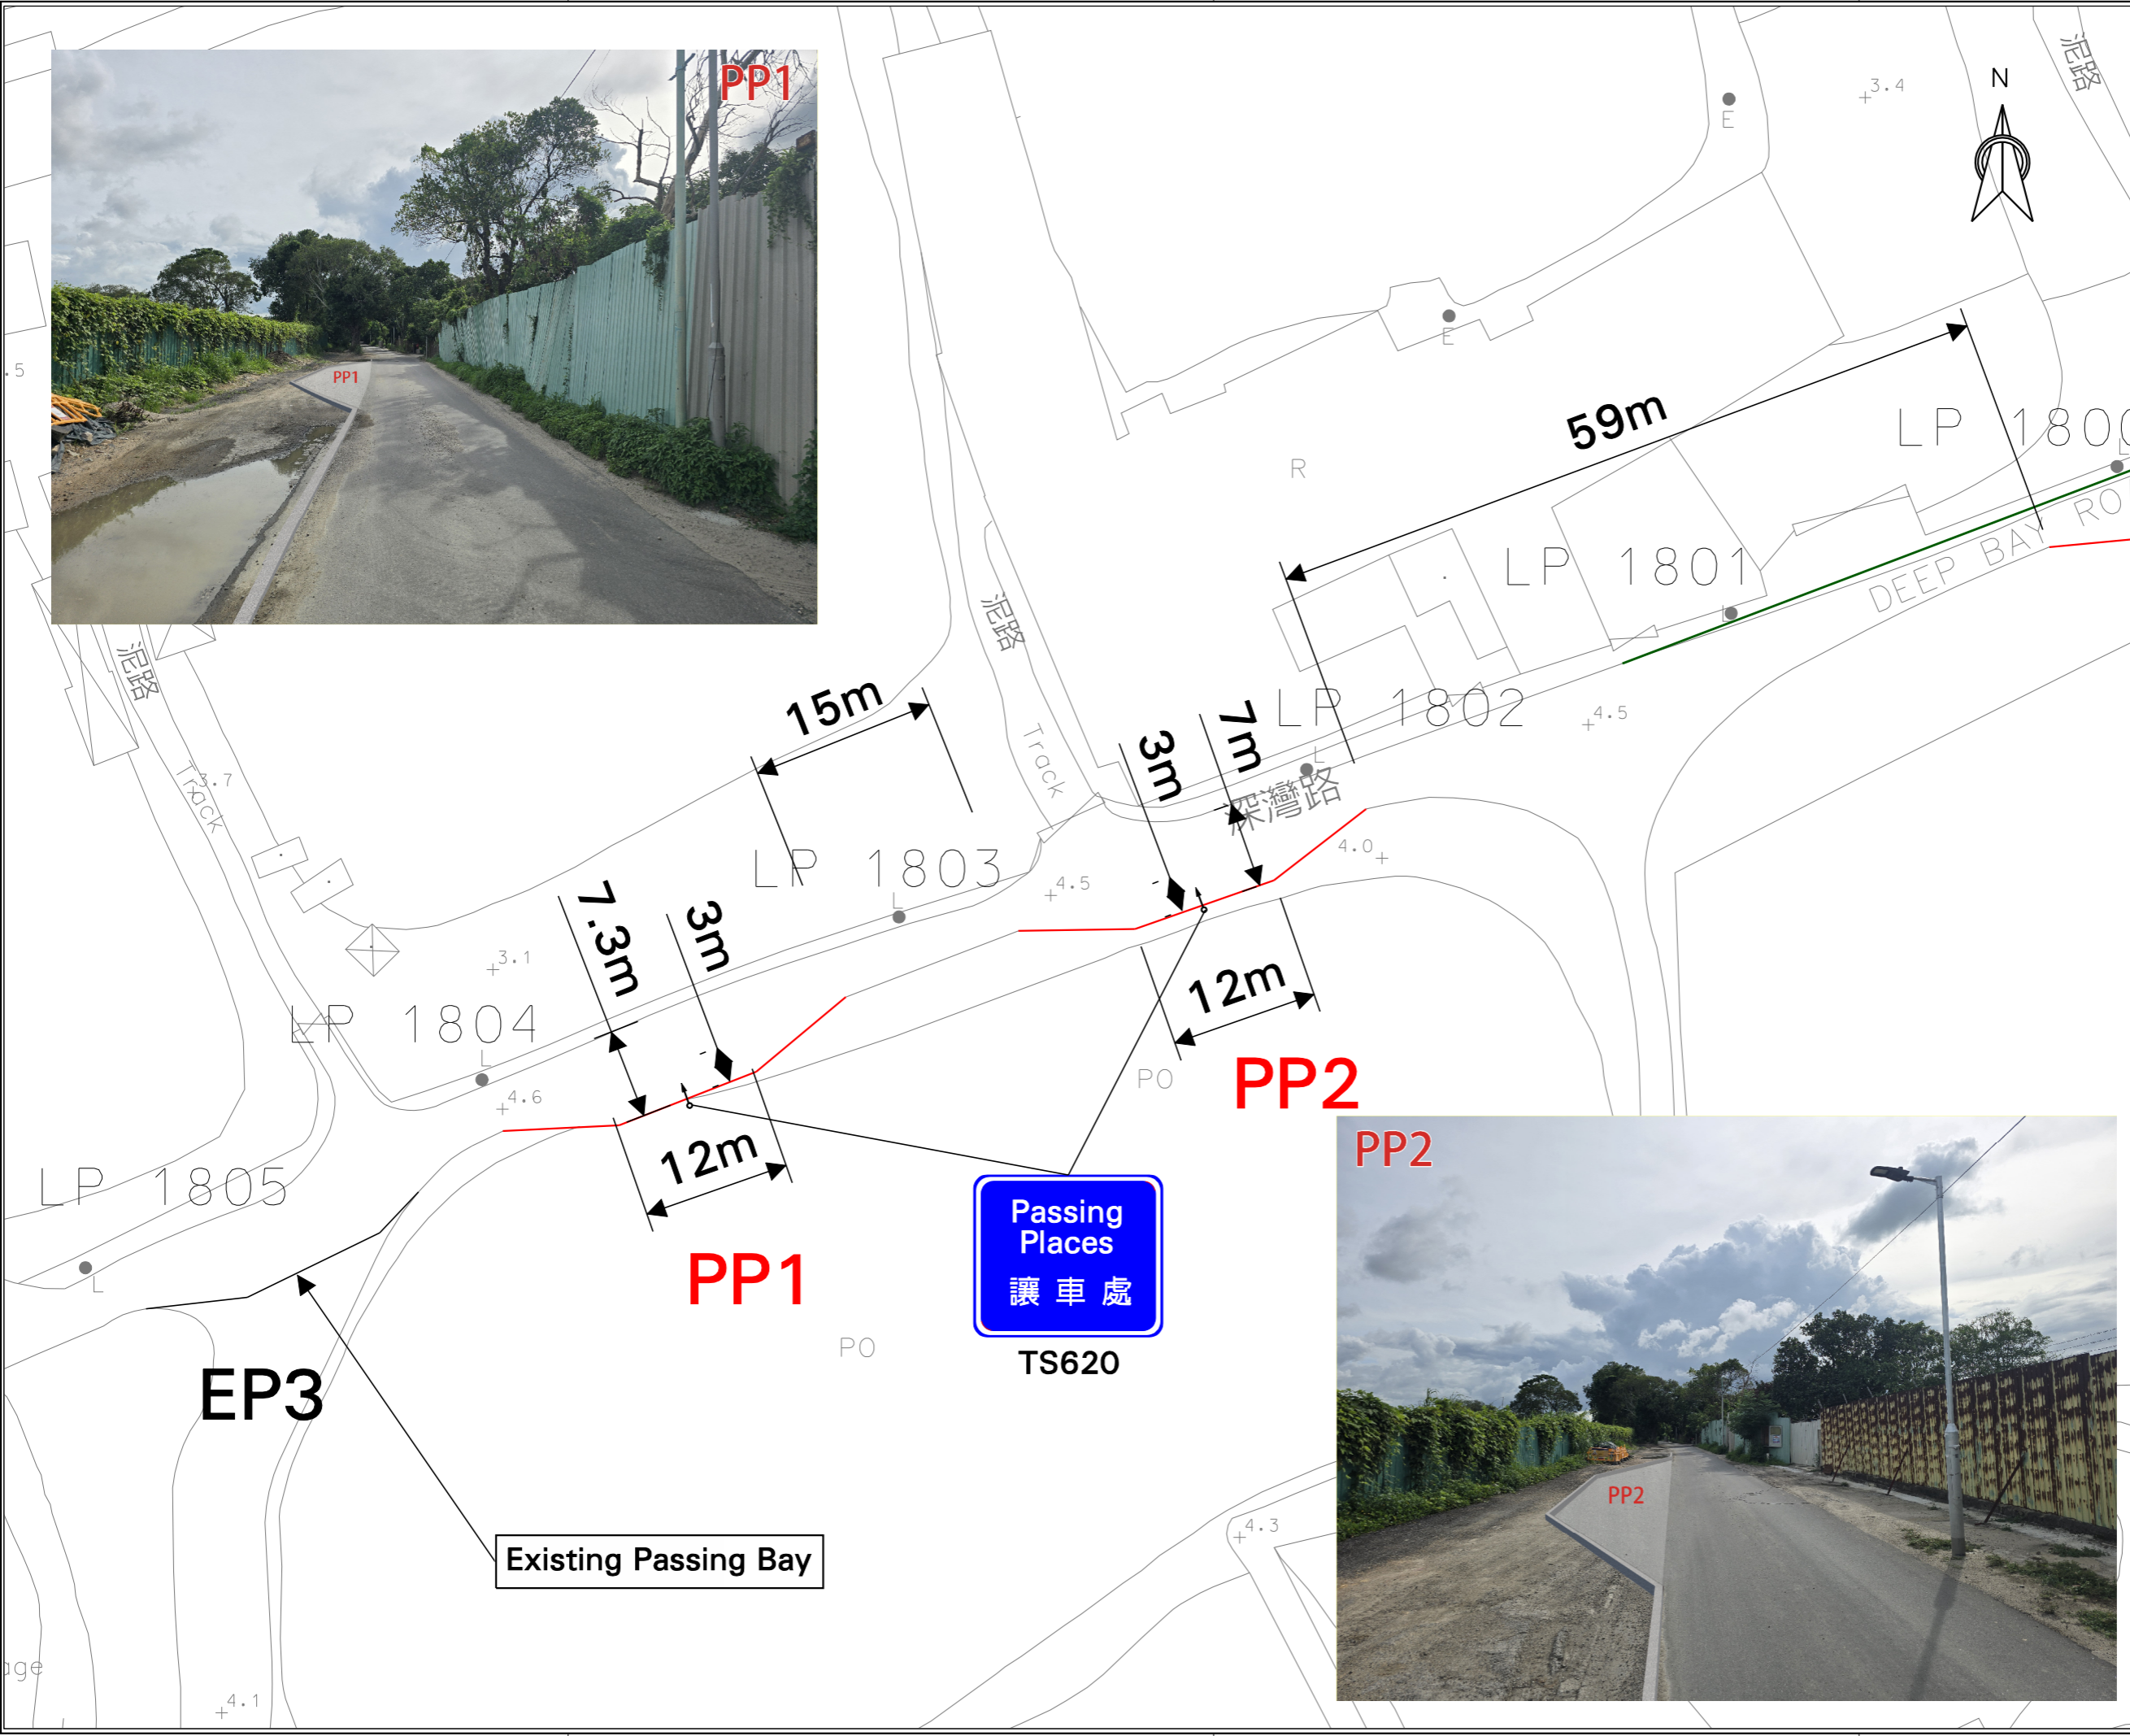 PP1
PP1
N
3.4
泥路
E
E
.5
59m
LP 1800
L
R
DEEP BAY RO
LP 1801
L
泥路
泥路
15m
LP 1802
L
4.5
3m
7m
深灣路
Track
Track
3.7
LP 1803
L
4.5
4.0
7.3m
3m
3.1
12m
LP 1804
L
4.6
PO
PP2
12m
PP1
LP 1805
L
Passing
Places
讓車處
TS620
PO
EP3
Existing Passing Bay
PP2
PP2
4.3
age
4.1